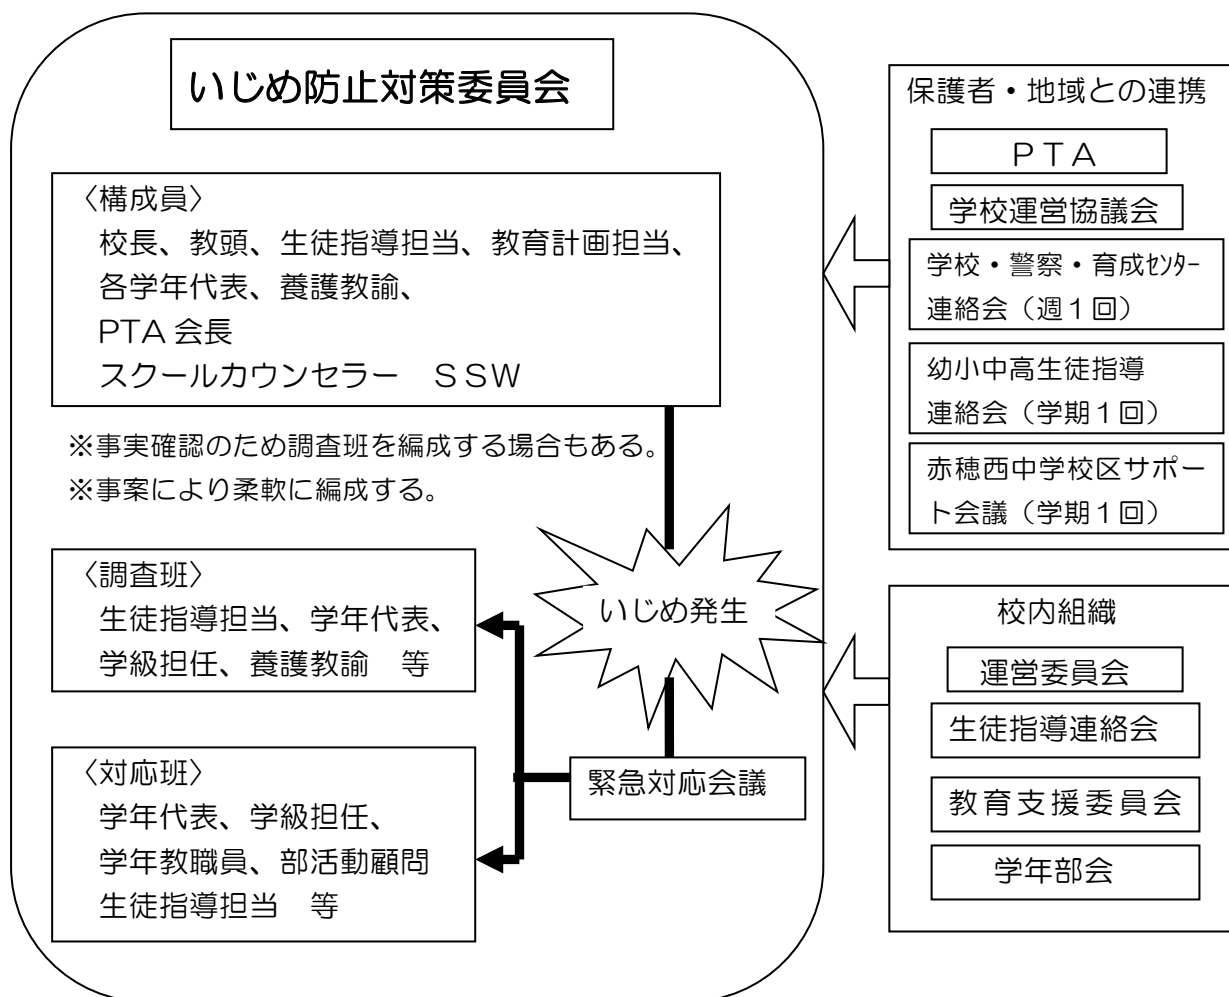 いじめ防止対策委員会
〈構成員〉
校長、教頭、生徒指導担当、教育計画担当、
各学年代表、養護教諭、
PTA 会長
スクールカウンセラー　ＳＳＷ
※事実確認のため調査班を編成する場合もある。
※事案により柔軟に編成する。
いじめ発生
〈調査班〉
生徒指導担当、学年代表、
学級担任、養護教諭　等
緊急対応会議
〈対応班〉
学年代表、学級担任、
学年教職員、部活動顧問
生徒指導担当　等
保護者・地域との連携
ＰＴＡ
学校運営協議会
学校・警察・育成ｾﾝﾀｰ
連絡会（週１回）
幼小中高生徒指導
連絡会（学期１回）
赤穂西中学校区サポー
ト会議（学期１回）
校内組織
運営委員会
生徒指導連絡会
教育支援委員会
学年部会